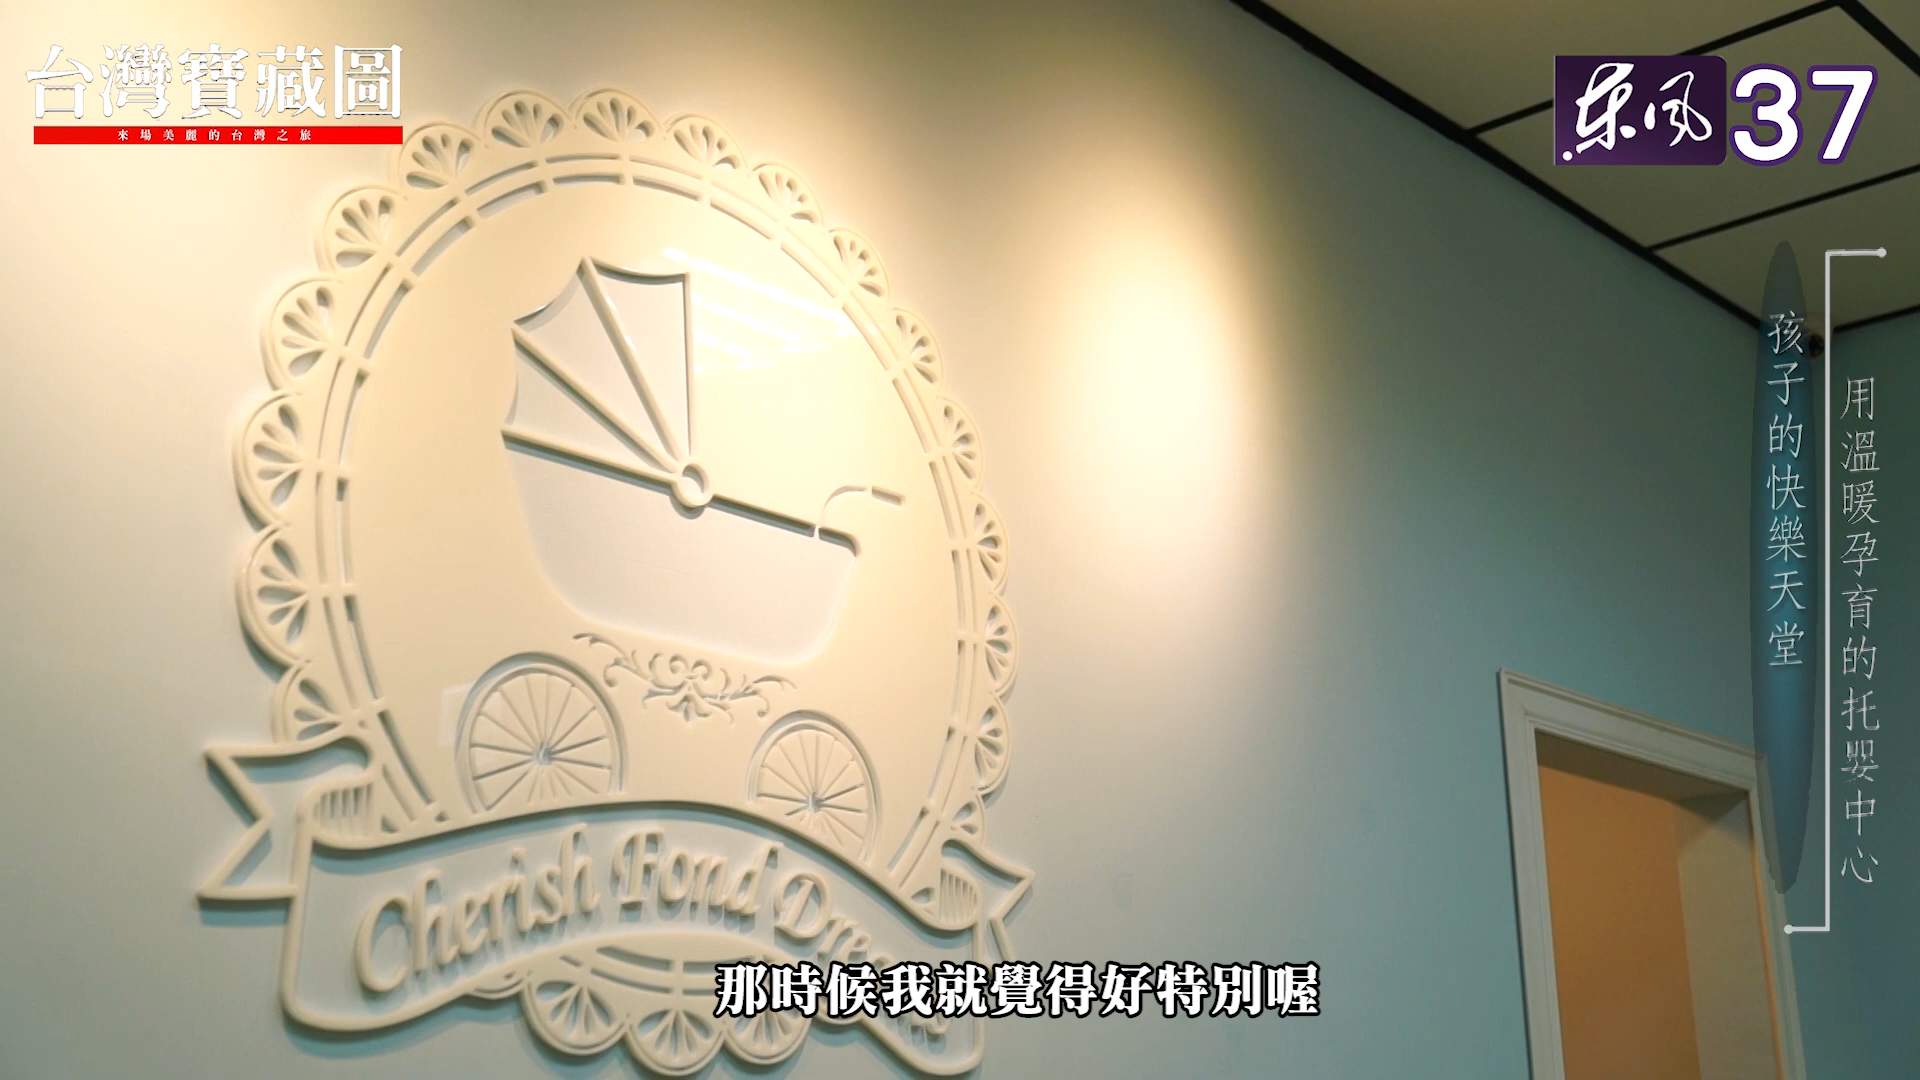 台灣寶藏圖
來場美麗的台灣之旅
東風37
用溫暖孕育的托嬰中心
孩子的快樂天堂
Cherish Fond
那時候我就覺得好特別喔